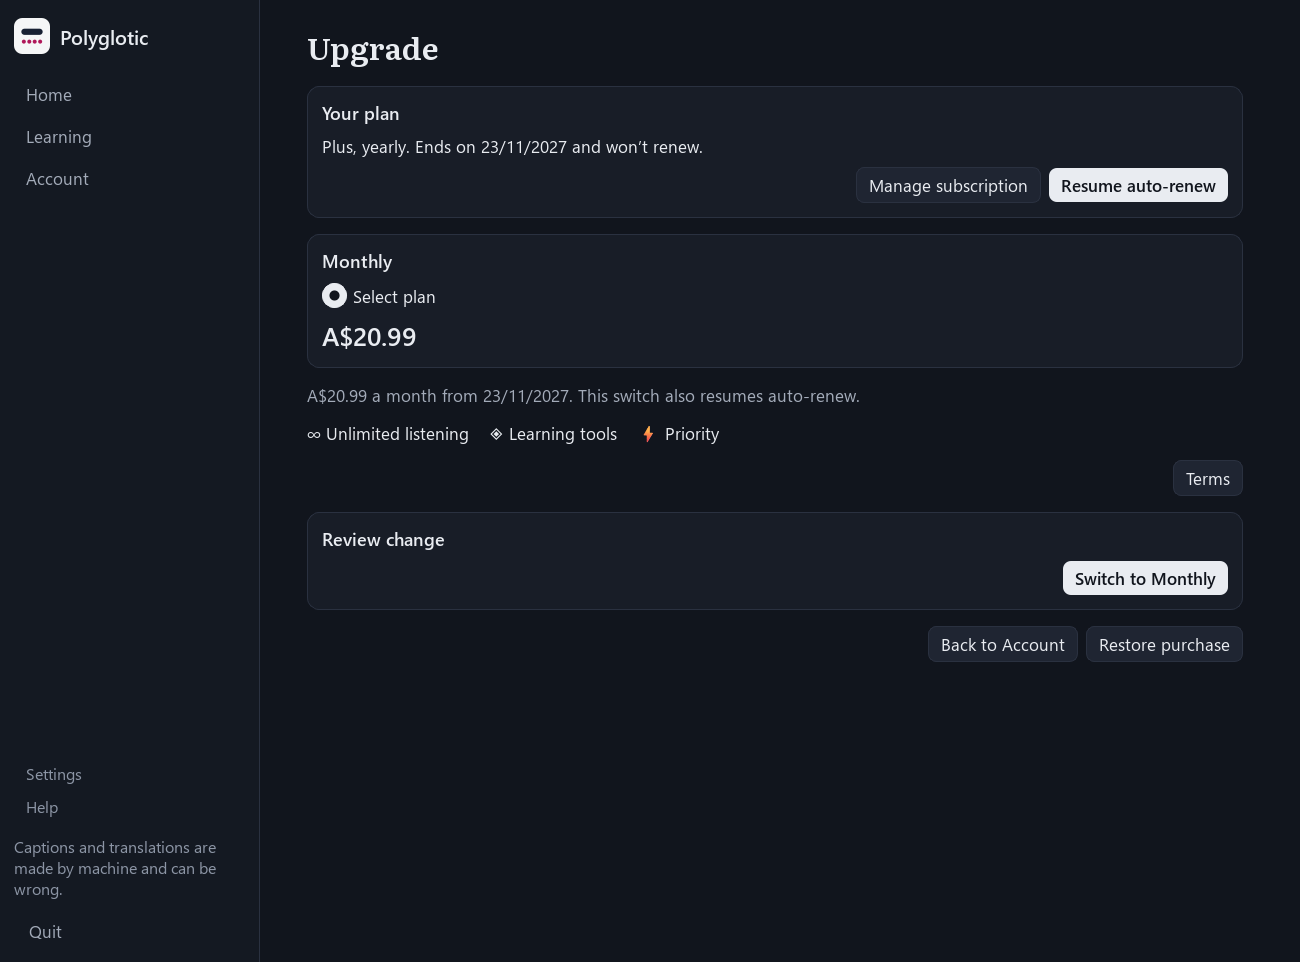 Polyglotic
Home
Learning
Account
Upgrade
Your plan
Plus, yearly. Ends on 23/11/2027 and won’t renew.
Manage subscription
Resume auto-renew
Monthly
Select plan
A$20.99
A$20.99 a month from 23/11/2027. This switch also resumes auto-renew.
∞ Unlimited listening
Learning tools
Priority
Terms
Review change
Switch to Monthly
Back to Account
Restore purchase
Settings
Help
Captions and translations are
made by machine and can be
wrong.
Quit